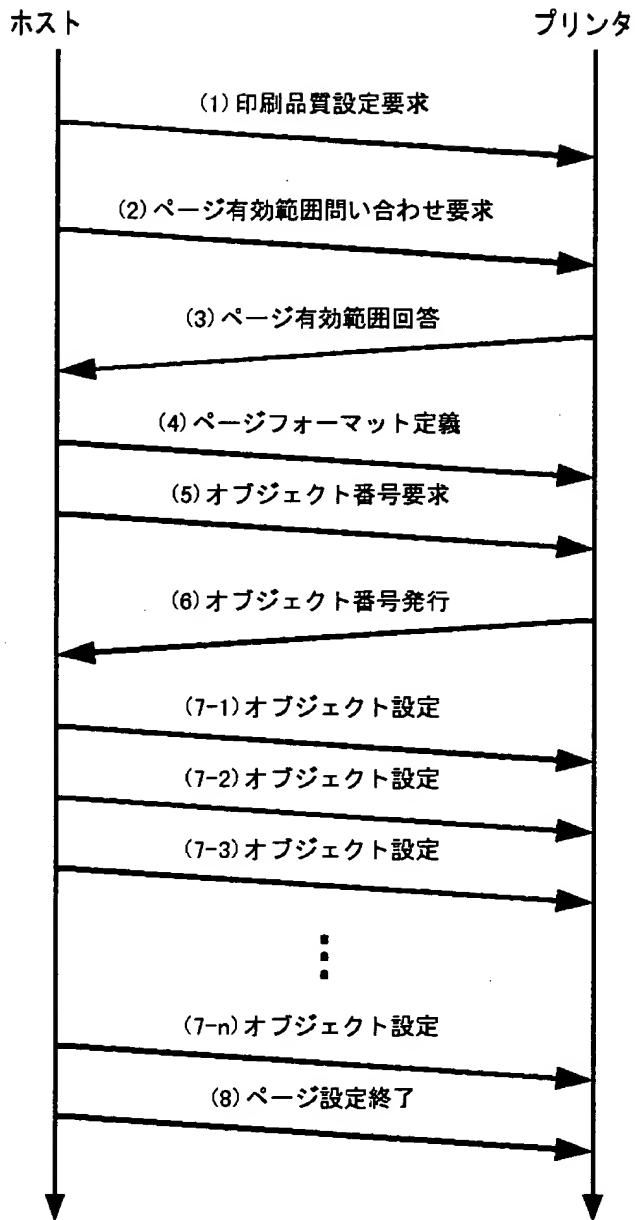 ホスト
プリンタ
(1)印刷品質設定要求
(2)ページ有効範囲問い合わせ要求
(3)ページ有効範囲回答
(4)ページフォーマット定義
(5)オブジェクト番号要求
(6)オブジェクト番号発行
(7-1)オブジェクト設定
(7-2)オブジェクト設定
(7-3)オブジェクト設定
(7-n)オブジェクト設定
(8)ページ設定終了